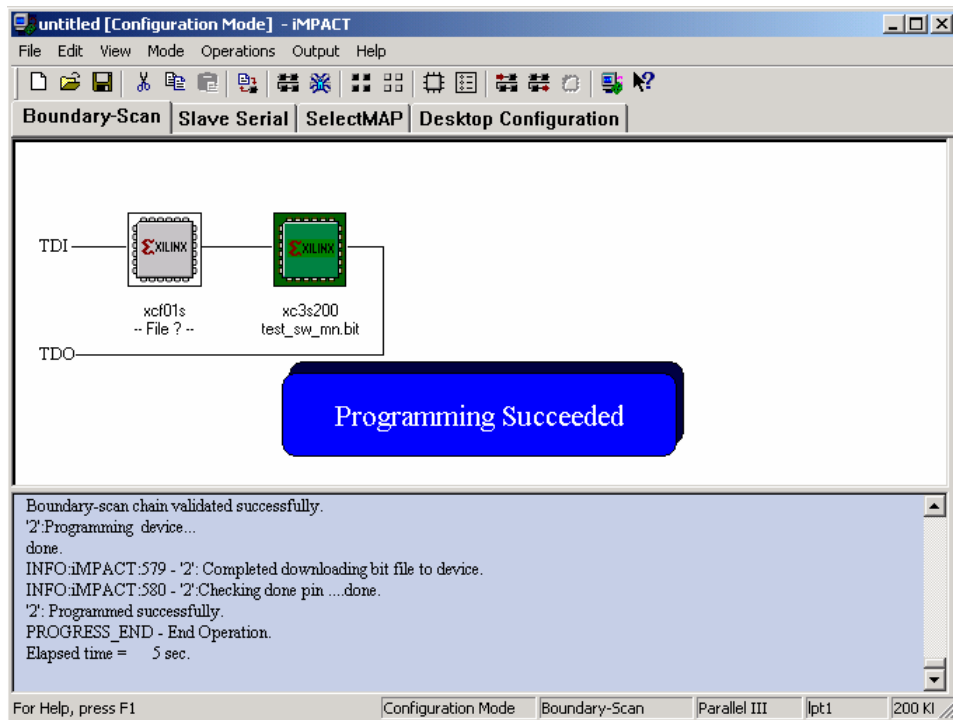 untitled [Configuration Mode] - iMPACT
File Edit View Mode Operations Output Help
Boundary-Scan Slave Serial SelectMAP Desktop Configuration
TDI
XILINX XILINX
xcf01s xc3s200
-- File ? -- test_sw_mn.bit
TDO
Programming Succeeded
Boundary-scan chain validated successfully.
'2':Programming device...
done.
INFO:iMPACT:579 - '2': Completed downloading bit file to device.
INFO:iMPACT:580 - '2':Checking done pin ....done.
'2': Programmed successfully.
PROGRESS_END - End Operation.
Elapsed time = 5 sec.
For Help, press F1 Configuration Mode Boundary-Scan Parallel III lpt1 200 KI